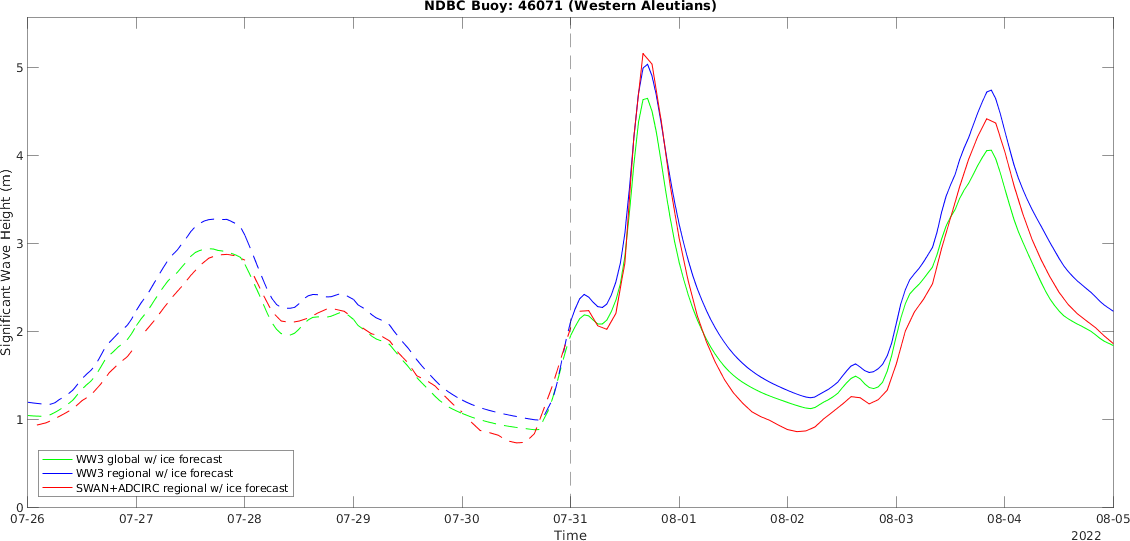 NDBC Buoy: 46071 (Western Aleutians)
Significant Wave Height (m)
5
4
3
2
1
0
WW3 global w/ ice forecast
WW3 regional w/ ice forecast
SWAN+ADCIRC regional w/ ice forecast
07-26 07-27 07-28 07-29 07-30 07-31 08-01 08-02 08-03 08-04 08-05
Time
2022